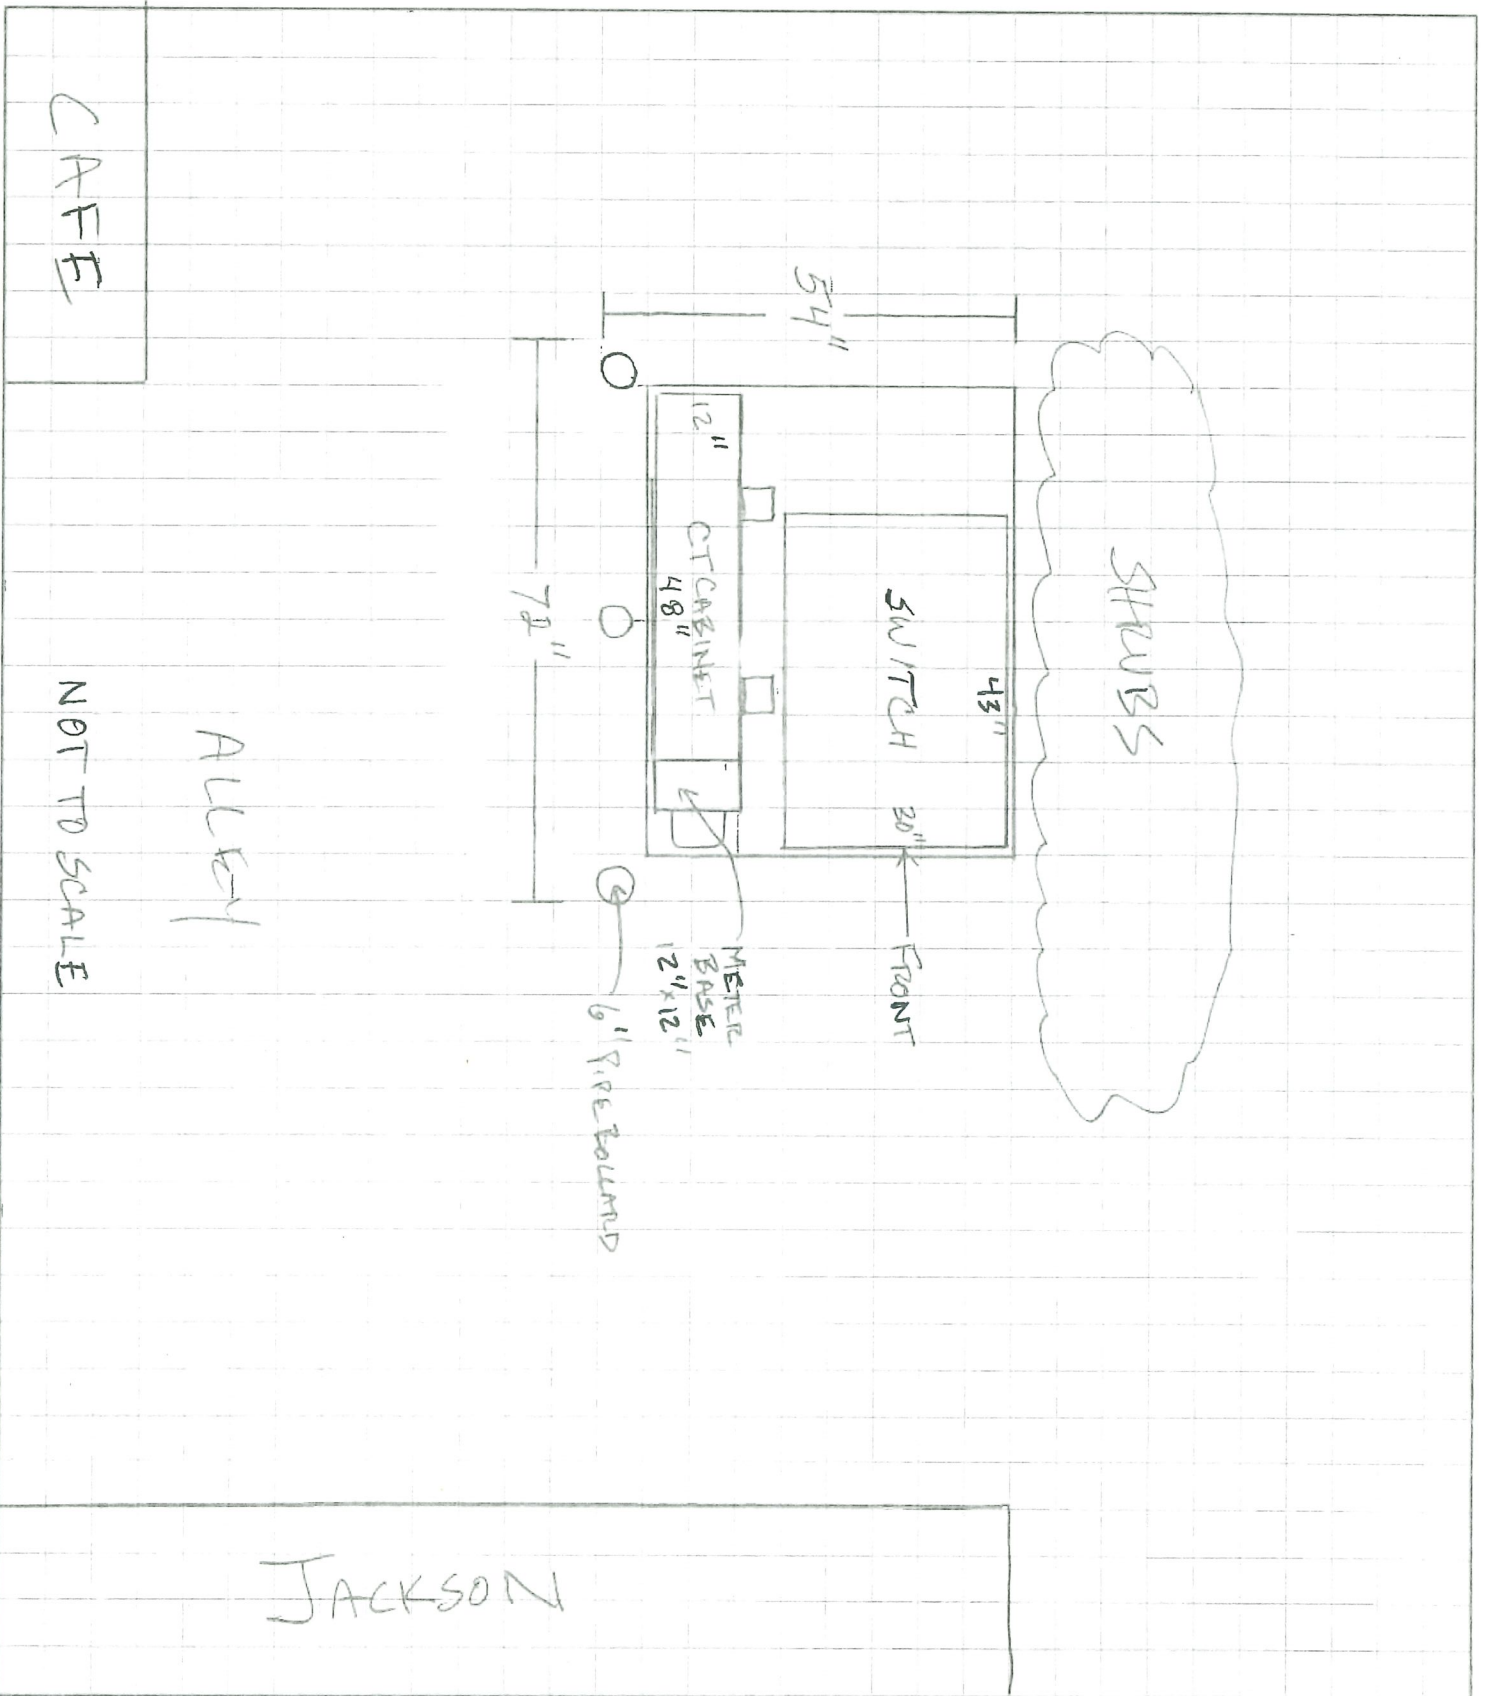 SHRUBS
43"
SWITCH
30"
FRONT
54"
12"
CT CABINET
48"
METER
BASE
12"x12"
6" PIPE BOLLARD
72"
JACKSON
ALLEY
CAFE
NOT TO SCALE